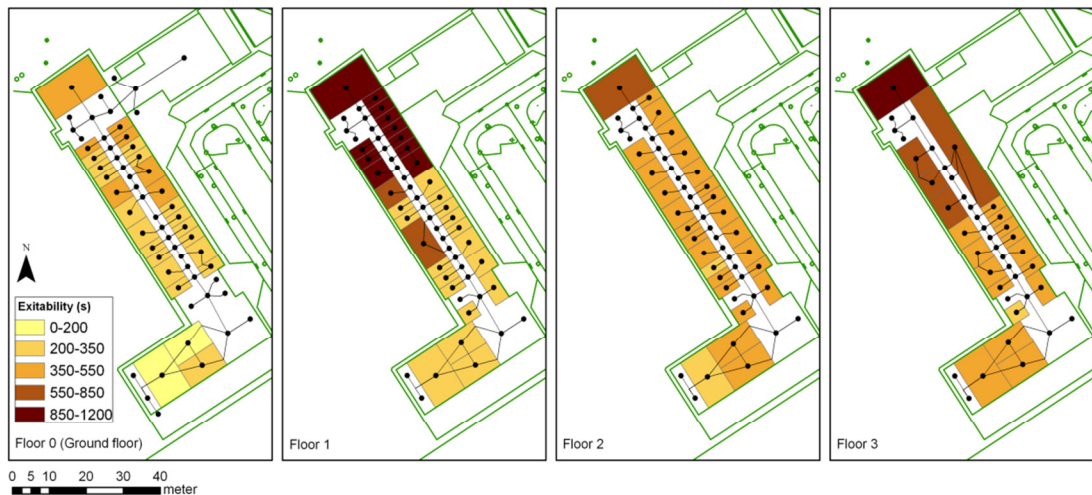 N
Exitability (s)
0-200
200-350
350-550
550-850
850-1200
Floor 0 (Ground floor)
Floor 1
Floor 2
Floor 3
0 5 10 20 30 40
meter